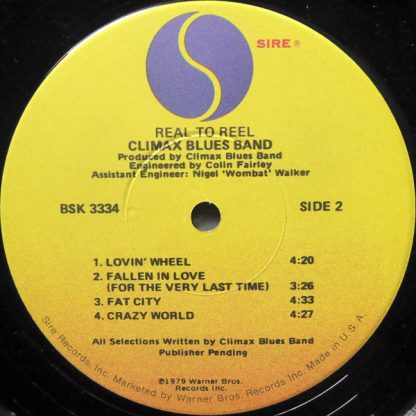 SIRE ®
REAL TO REEL
CLIMAX BLUES BAND
Produced by Climax Blues Band
Engineered by Colin Fairley
Assistant Engineer: Nigel 'Wombat' Walker
BSK 3334 SIDE 2
1. LOVIN' WHEEL 4:20
2. FALLEN IN LOVE
(FOR THE VERY LAST TIME) 3:26
3. FAT CITY 4:33
4. CRAZY WORLD 4:27
All Selections Written by Climax Blues Band
Publisher Pending
℗1979 Warner Bros.
Records Inc.
Sire Records, Inc. Marketed by Warner Bros. Records Inc. Made in U.S.A.